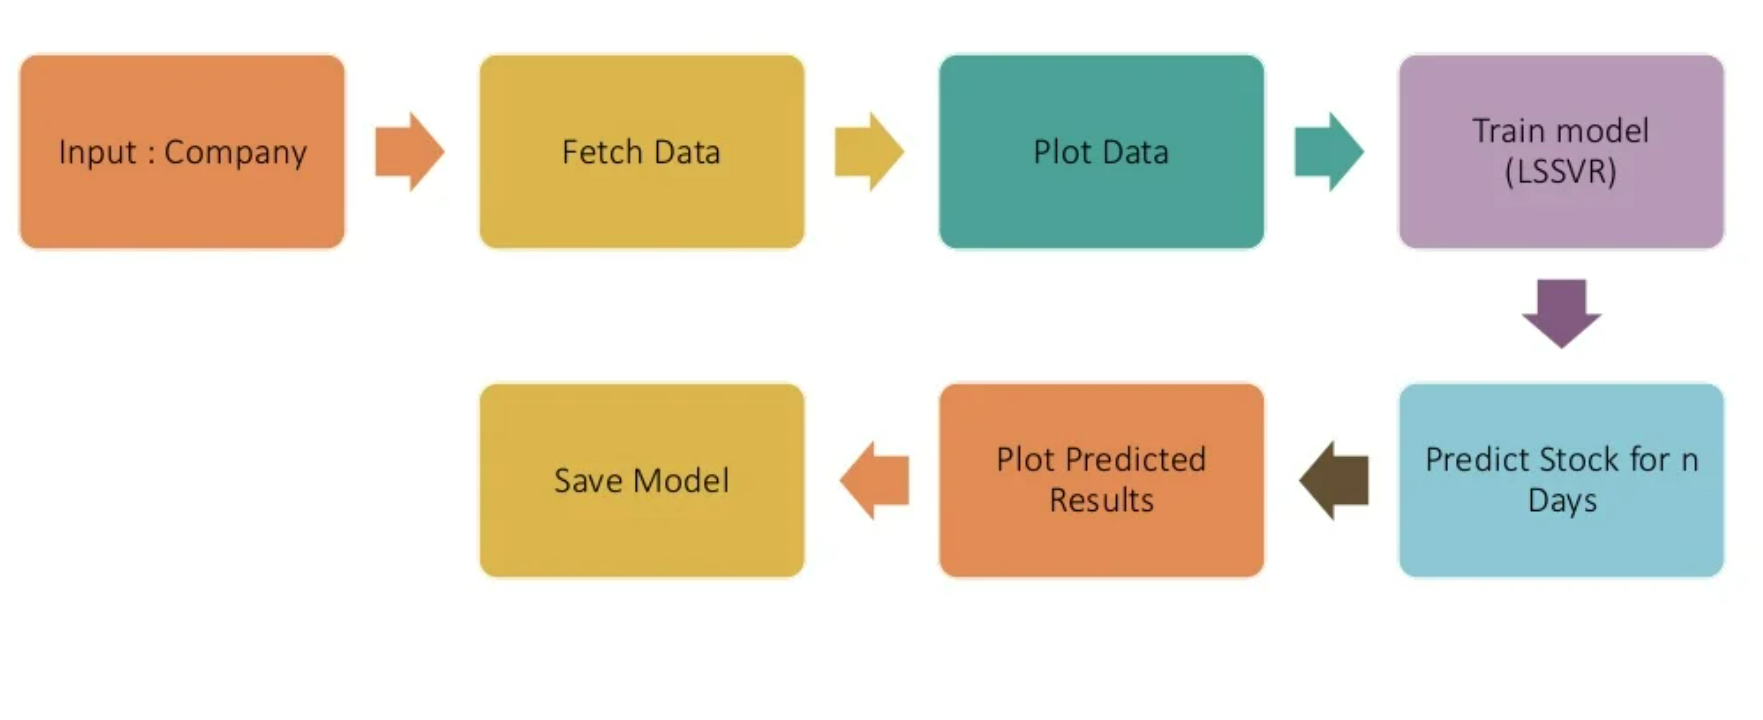 Input : Company
Fetch Data
Plot Data
Train model
(LSSVR)
Predict Stock for n
Days
Plot Predicted
Results
Save Model